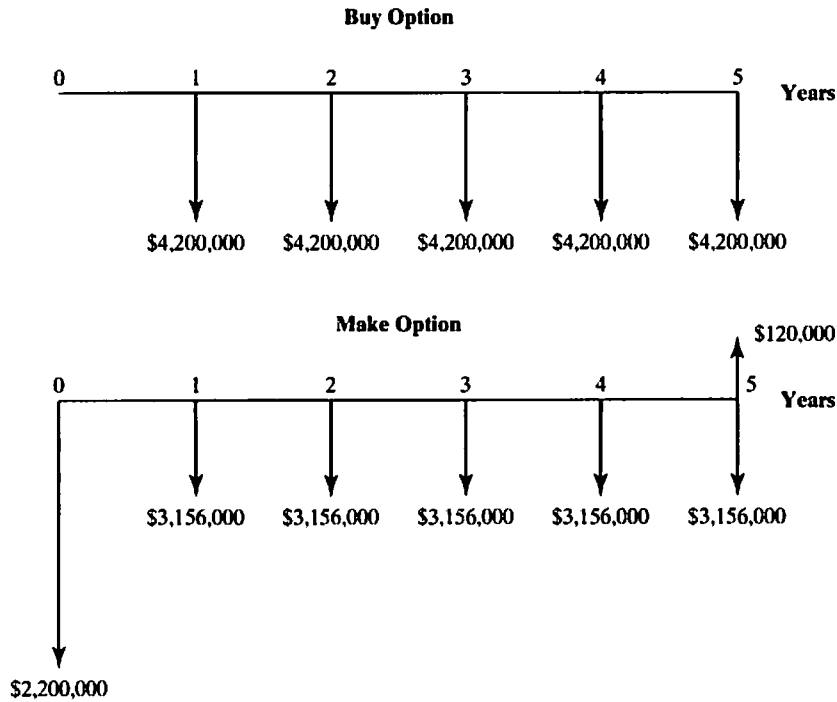 Buy Option
0 1 2 3 4 5 Years
$4,200,000 $4,200,000 $4,200,000 $4,200,000 $4,200,000
Make Option
$120,000
0 1 2 3 4 5 Years
$3,156,000 $3,156,000 $3,156,000 $3,156,000 $3,156,000
$2,200,000